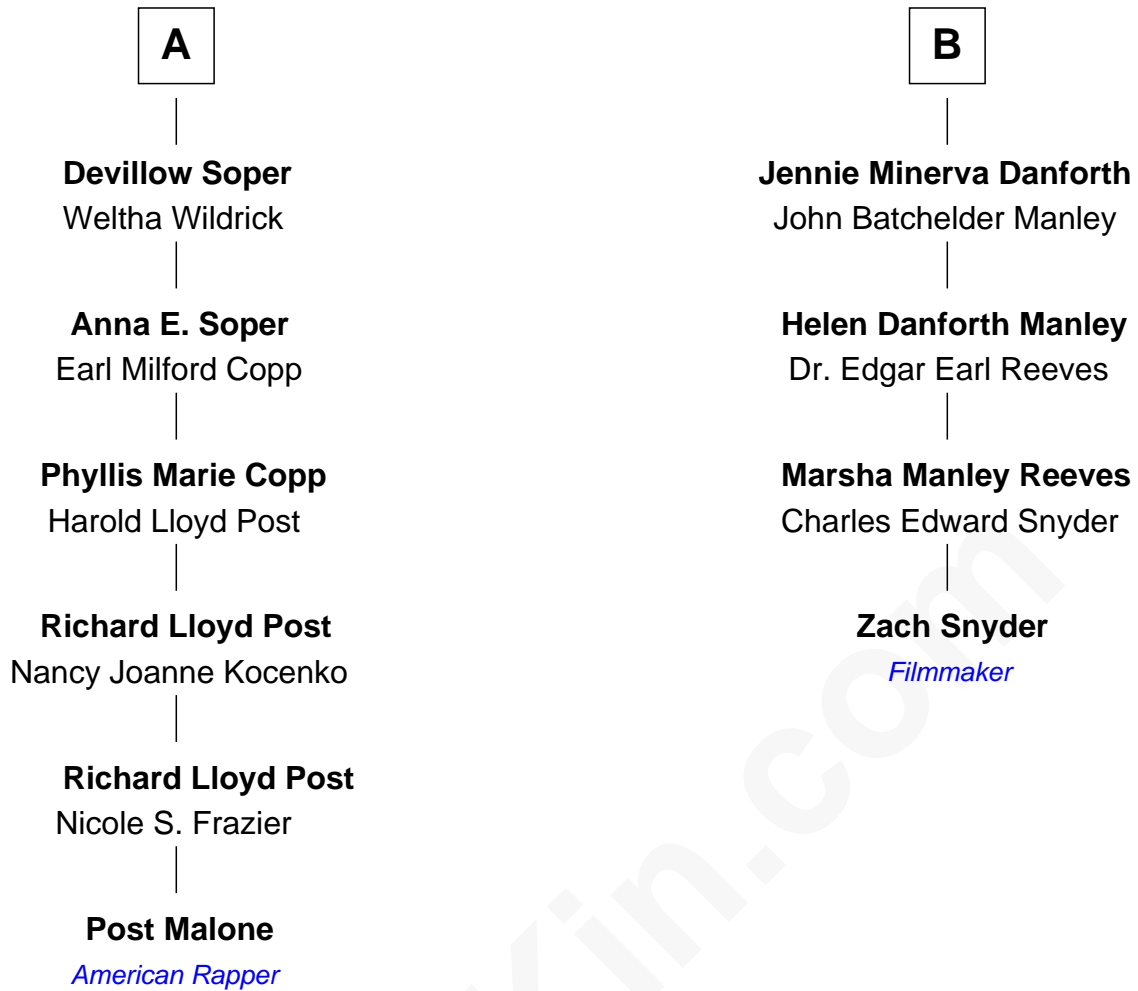 A
Devillow Soper
Weltha Wildrick
Anna E. Soper
Earl Milford Copp
Phyllis Marie Copp
Harold Lloyd Post
Richard Lloyd Post
Nancy Joanne Kocenko
Richard Lloyd Post
Nicole S. Frazier
Post Malone
American Rapper
B
Jennie Minerva Danforth
John Batchelder Manley
Helen Danforth Manley
Dr. Edgar Earl Reeves
Marsha Manley Reeves
Charles Edward Snyder
Zach Snyder
Filmmaker
Kin.com